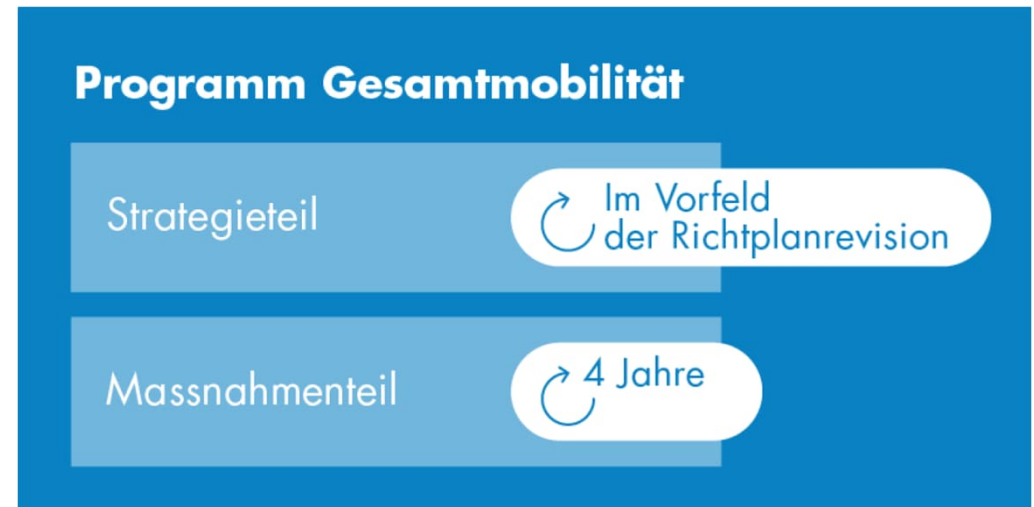 Programm Gesamtmobilität
Strategieteil
Im Vorfeld
der Richtplanrevision
Massnahmenteil
4 Jahre